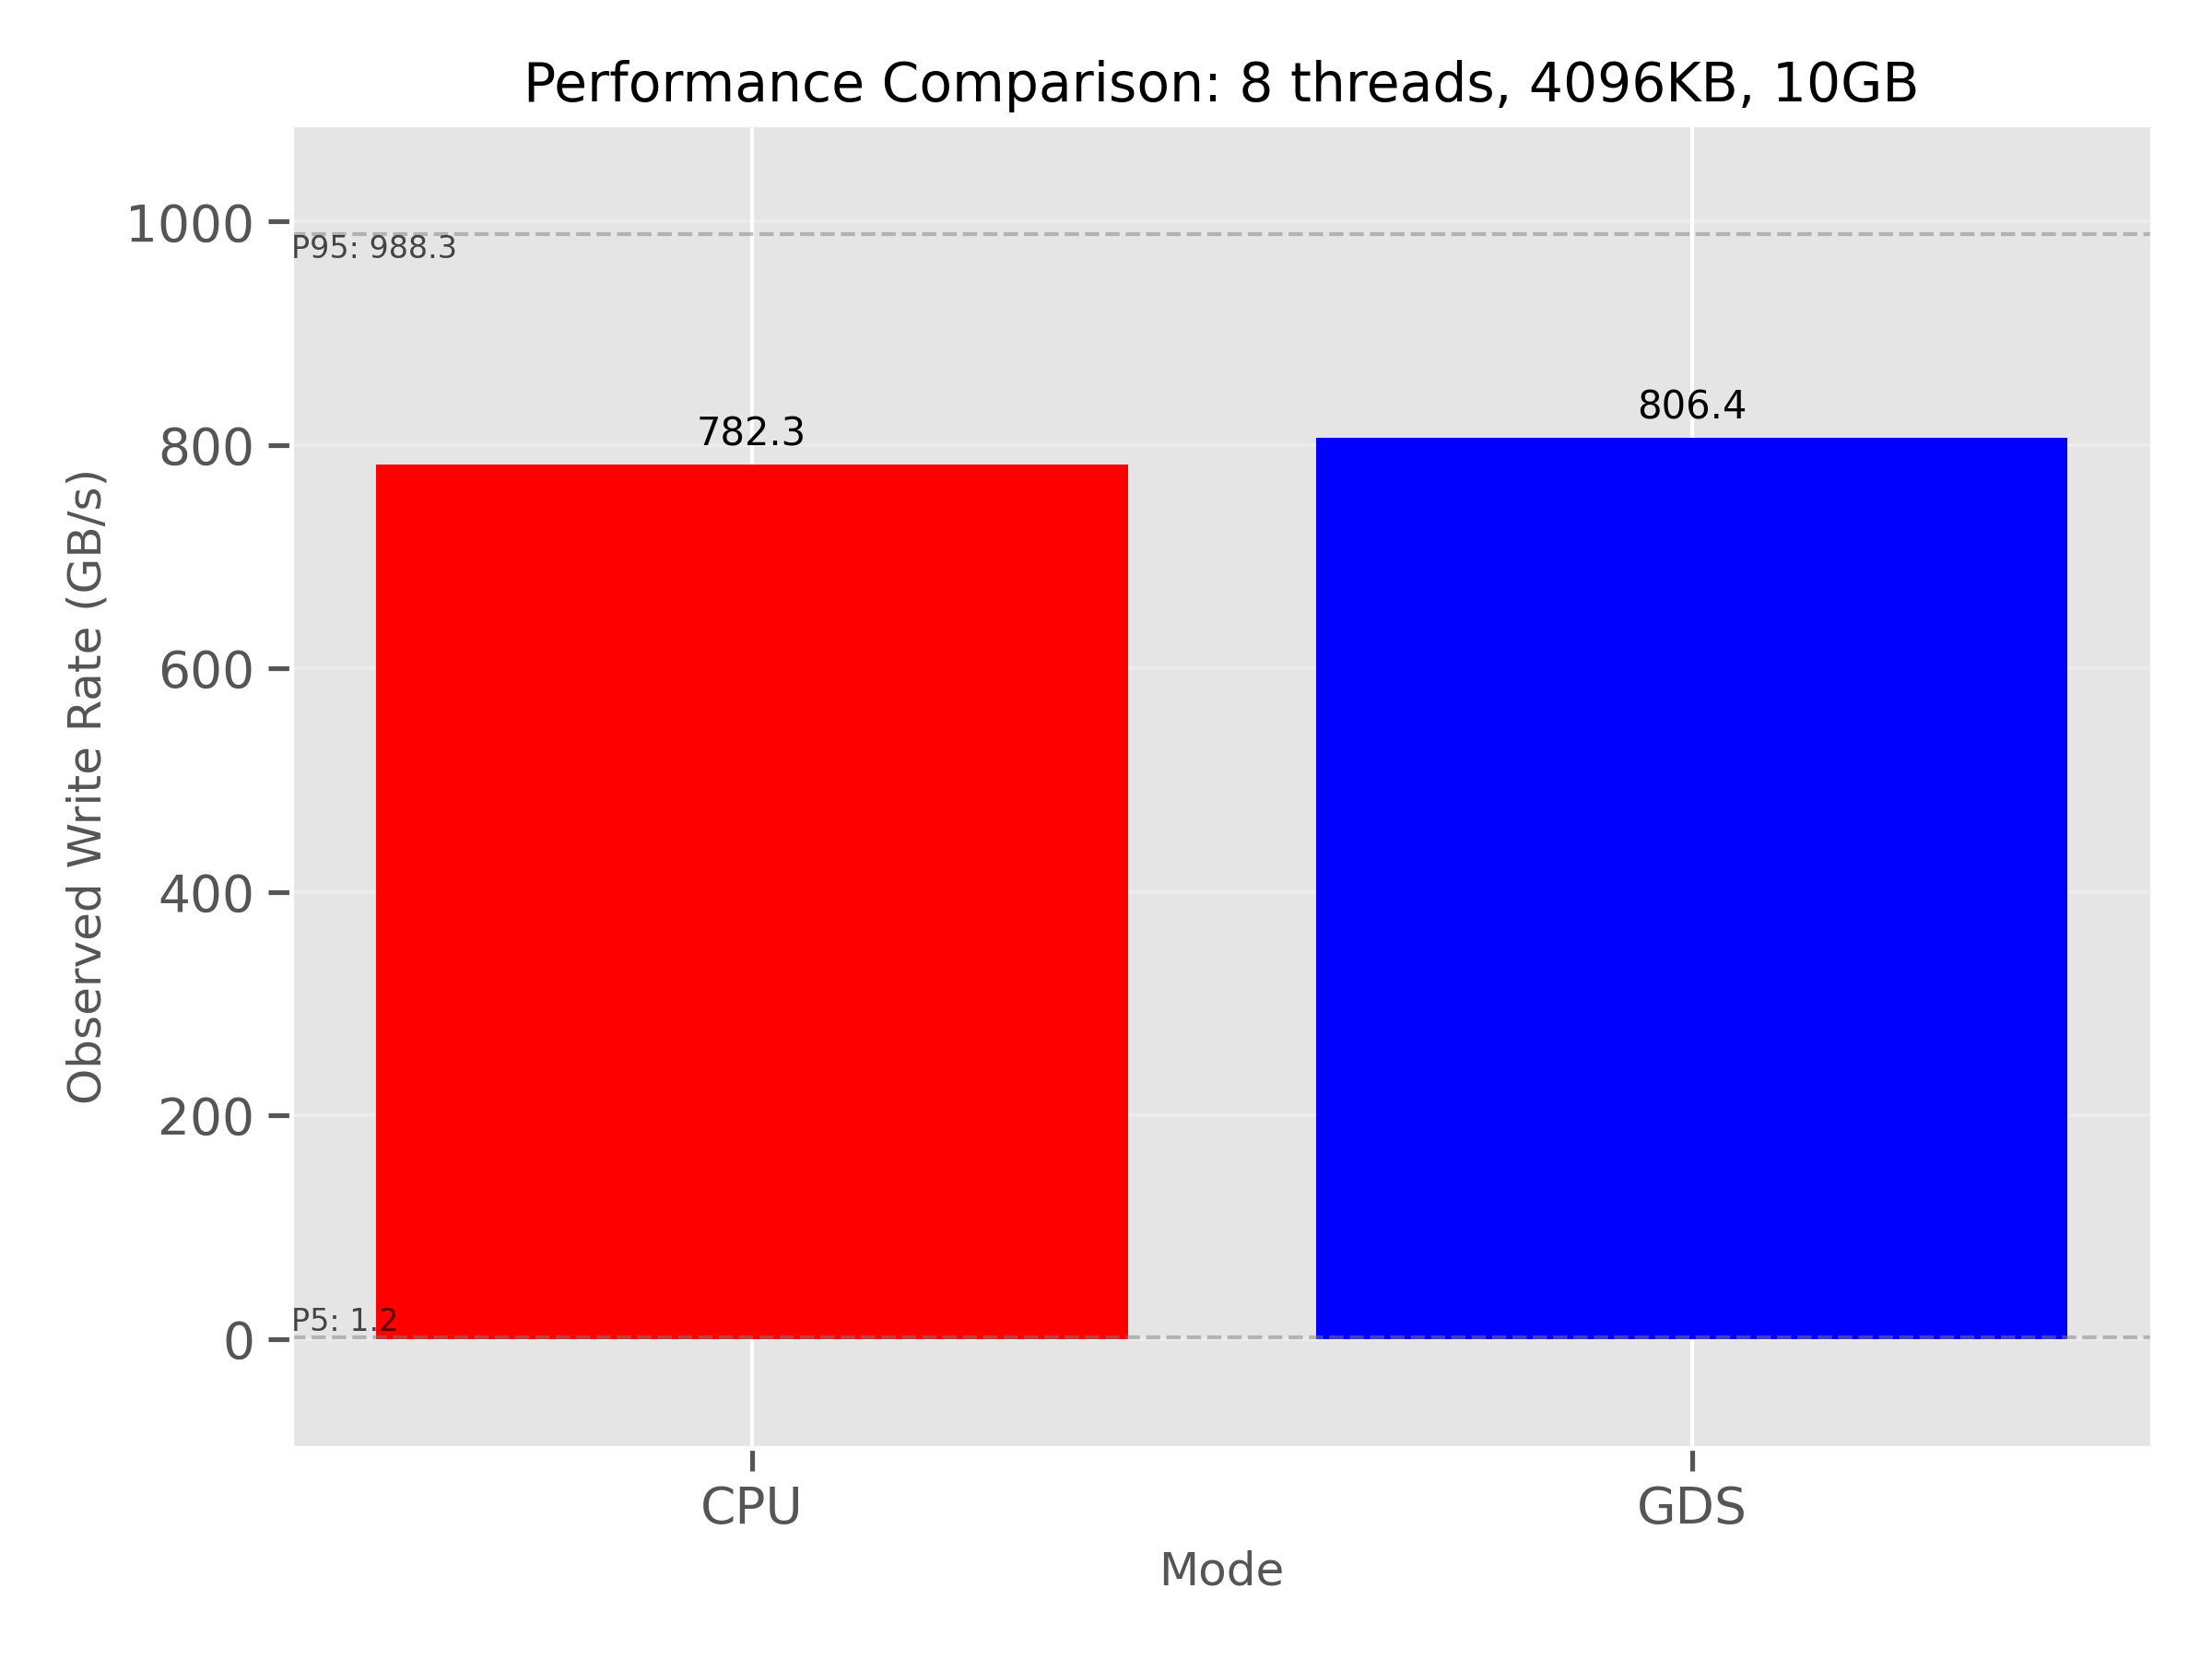 Performance Comparison: 8 threads, 4096KB, 10GB
Observed Write Rate (GB/s)
1000
P95: 988.3
800
782.3
806.4
600
400
200
P5: 1.2
0
CPU
GDS
Mode